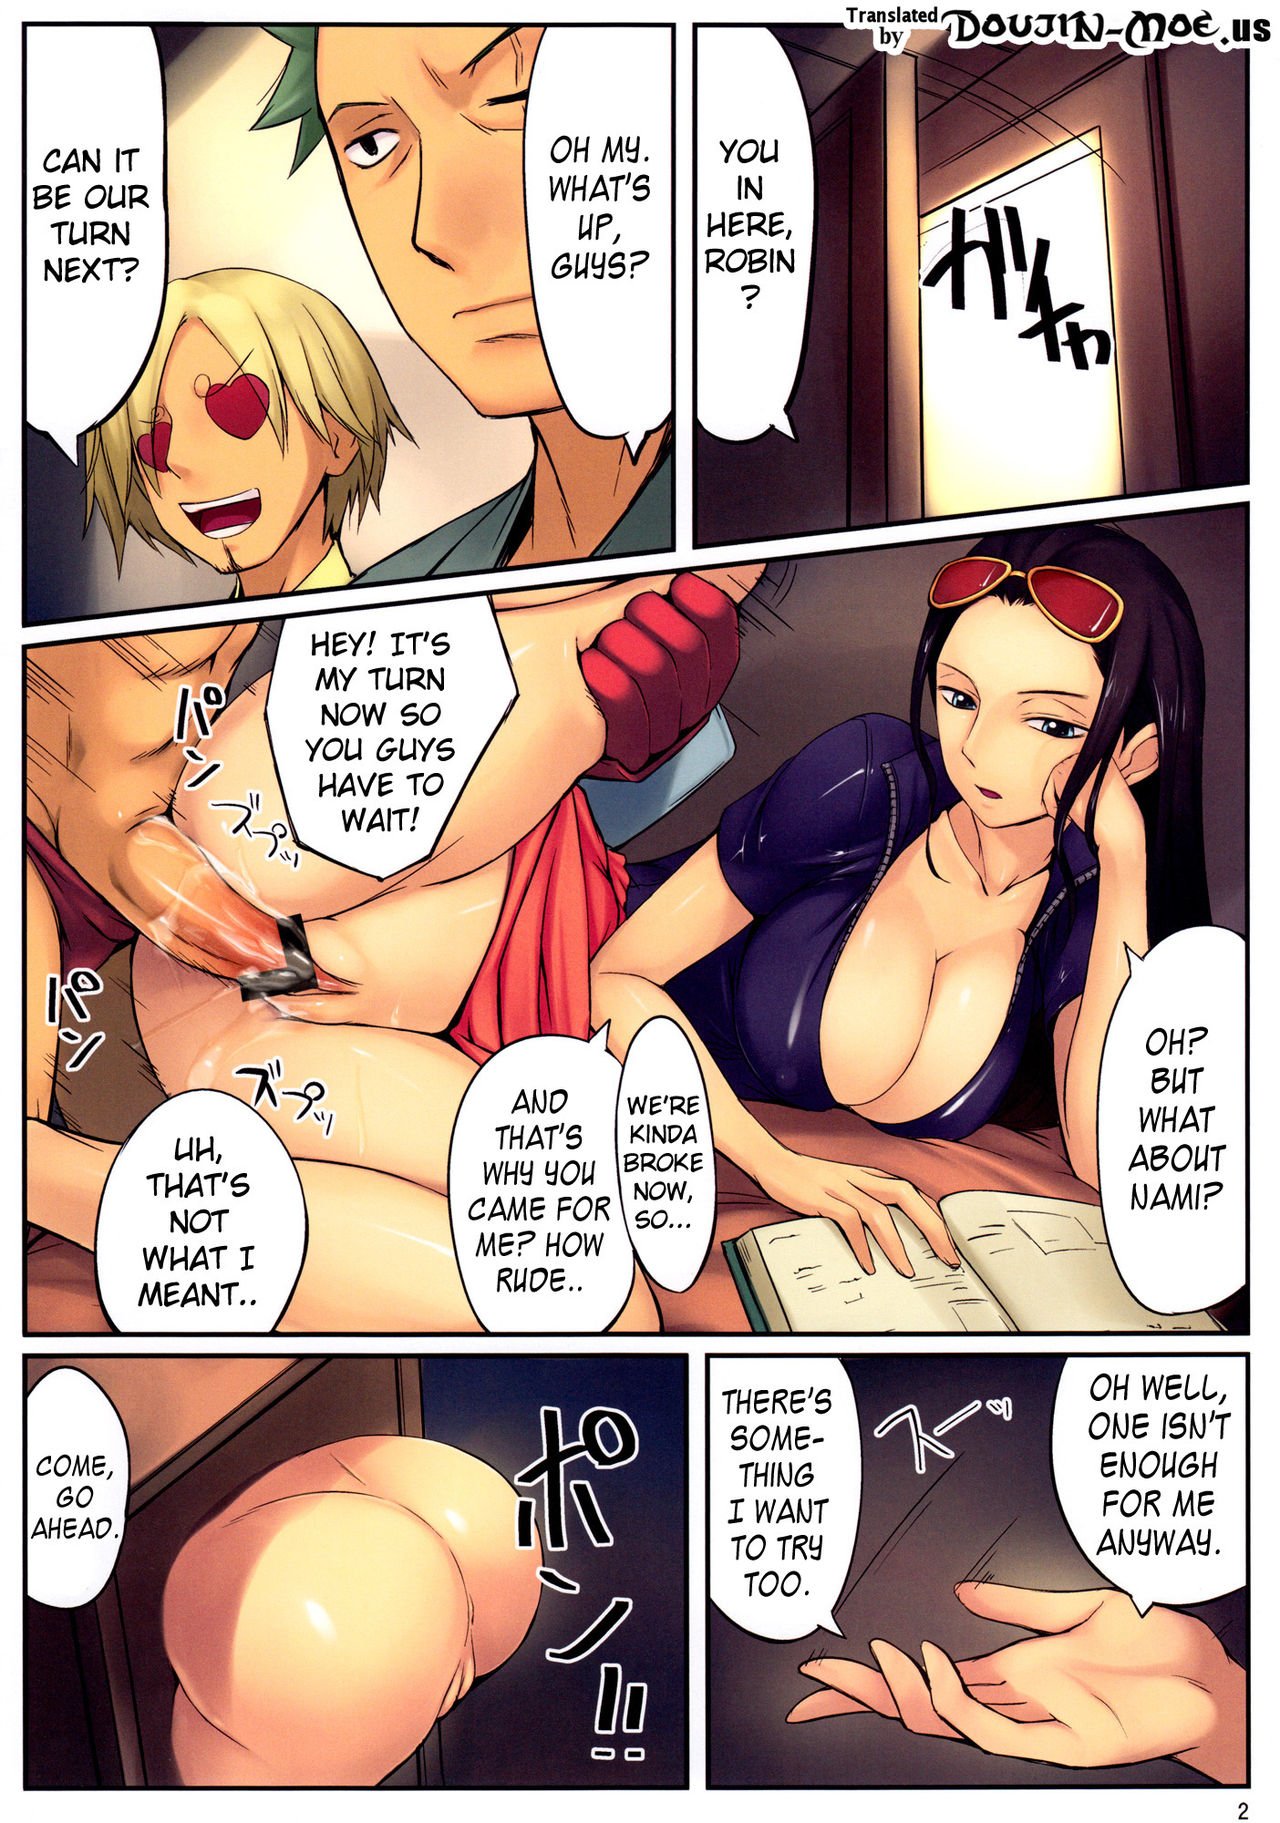 Translated
by
DOUJIN-MOE.us
YOU
IN
HERE,
ROBIN
?
ガチャ
OH MY.
WHAT'S
UP,
GUYS?
CAN IT
BE OUR
TURN
NEXT?
OH?
BUT
WHAT
ABOUT
NAMI?
WE'RE
KINDA
BROKE
NOW,
SO...
AND
THAT'S
WHY YOU
CAME FOR
ME? HOW
RUDE..
HEY! IT'S
MY TURN
NOW SO
YOU GUYS
HAVE TO
WAIT!
パン
ズプッ
パン
ズプッ
UH,
THAT'S
NOT
WHAT I
MEANT..
OH WELL,
ONE ISN'T
ENOUGH
FOR ME
ANYWAY.
スーッ
THERE'S
SOME-
THING
I WANT
TO TRY
TOO.
ポポン!!
COME,
GO
AHEAD.
2